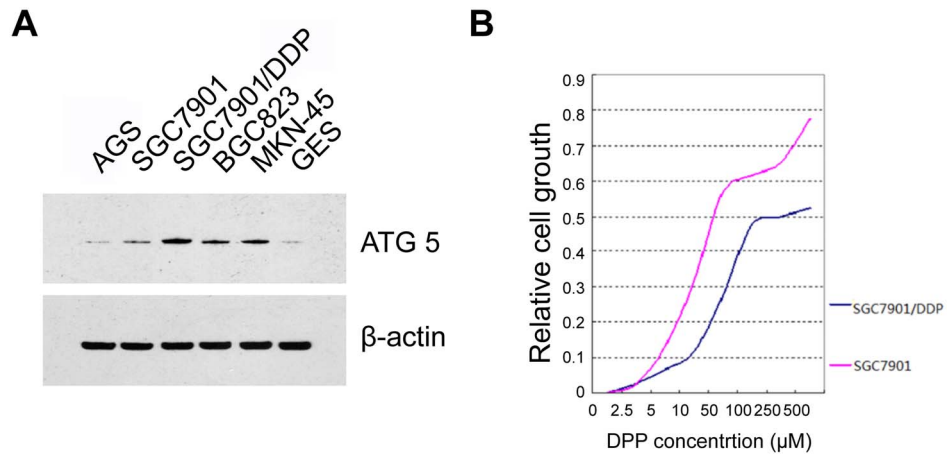 A
AGS
SGC7901
SGC7901/DDP
BGC823
MKN-45
GES
ATG 5
β-actin
B
Relative cell grouth
0.9
0.8
0.7
0.6
0.5
0.4
0.3
0.2
0.1
0
0 2.5 5 10 50 100 250 500
DPP concentrtion (μM)
SGC7901/DDP
SGC7901